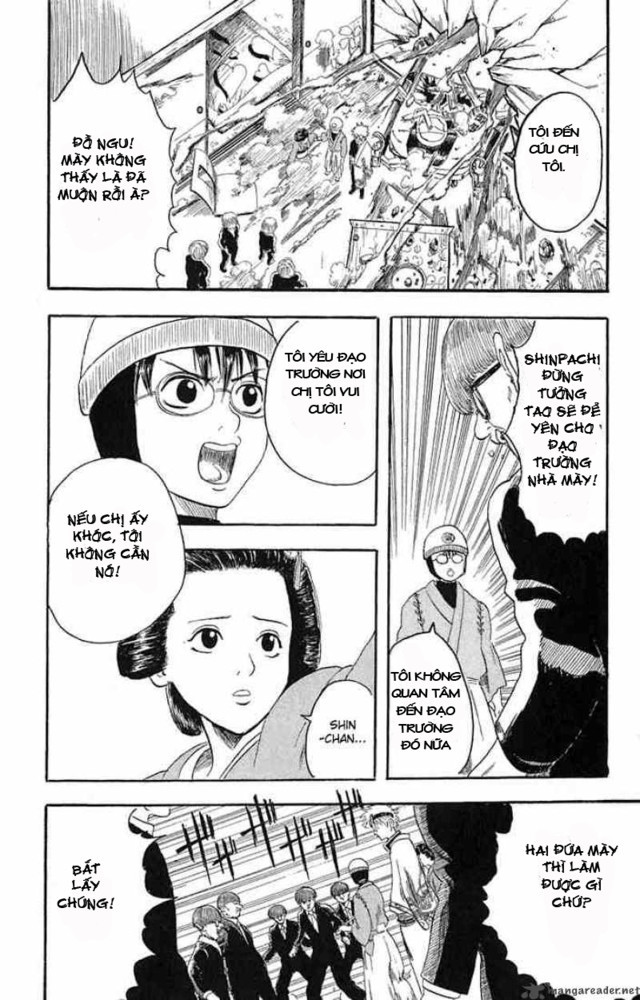 TÔI ĐẾN
CỨU CHỊ
TÔI.
ĐỒ NGU!
MÀY KHÔNG
THẤY LÀ ĐÃ
MUỘN RỒI À?
SHINPACHI
ĐỪNG
TƯỞNG
TAO SẼ ĐỂ
YÊN CHO
ĐẠO
TRƯỜNG
NHÀ MÀY!
TÔI KHÔNG
QUAN TÂM
ĐẾN ĐẠO
TRƯỜNG
ĐÓ NỮA
TÔI YÊU ĐẠO
TRƯỜNG NƠI
CHỊ TÔI VUI
CƯỜI!
NẾU CHỊ ẤY
KHÓC, TÔI
KHÔNG CẦN
NÓ!
SHIN
-CHAN...
HAI ĐỨA MÀY
THÌ LÀM
ĐƯỢC GÌ
CHỨ?
BẮT
LẤY
CHÚNG!
mangareader.net